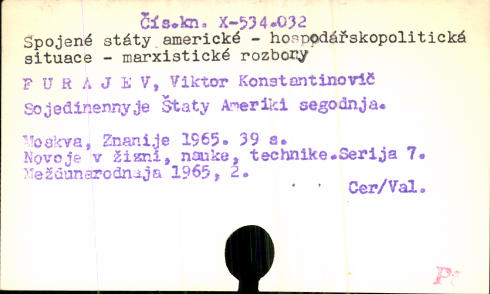 Čís.kn. X-534.032
Spojené státy americké - hospodářskopolitická
situace - marxistické rozbory
F U R A J E V, Viktor Konstantinovič
Sojedinennyje Štaty Ameriki segodnja.
Moskva, Znanije 1965. 39 s.
Novoje v žizni, nauke, technike.Serija 7.
Meždunarodnaja 1965, 2.
Cer/Val.